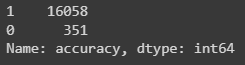 1    16058
0      351
Name: accuracy, dtype: int64